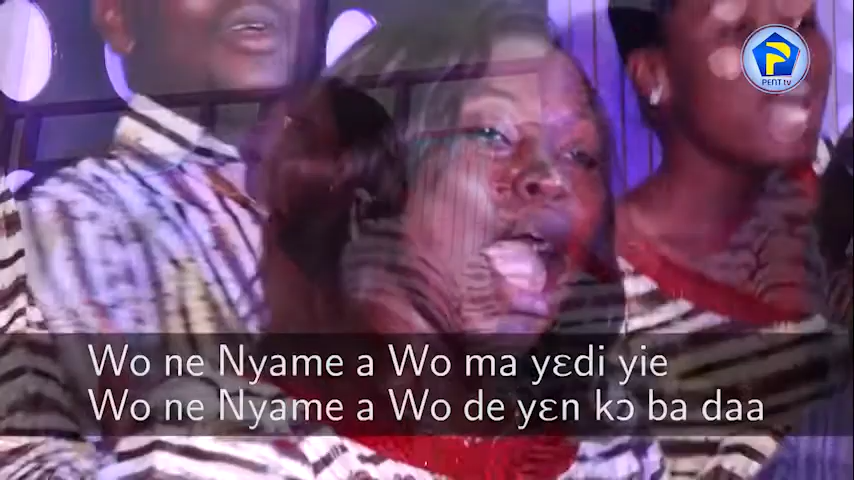 PENT tv
Wo ne Nyame a Wo ma yɛdi yie
Wo ne Nyame a Wo de yɛn kɔ ba daa